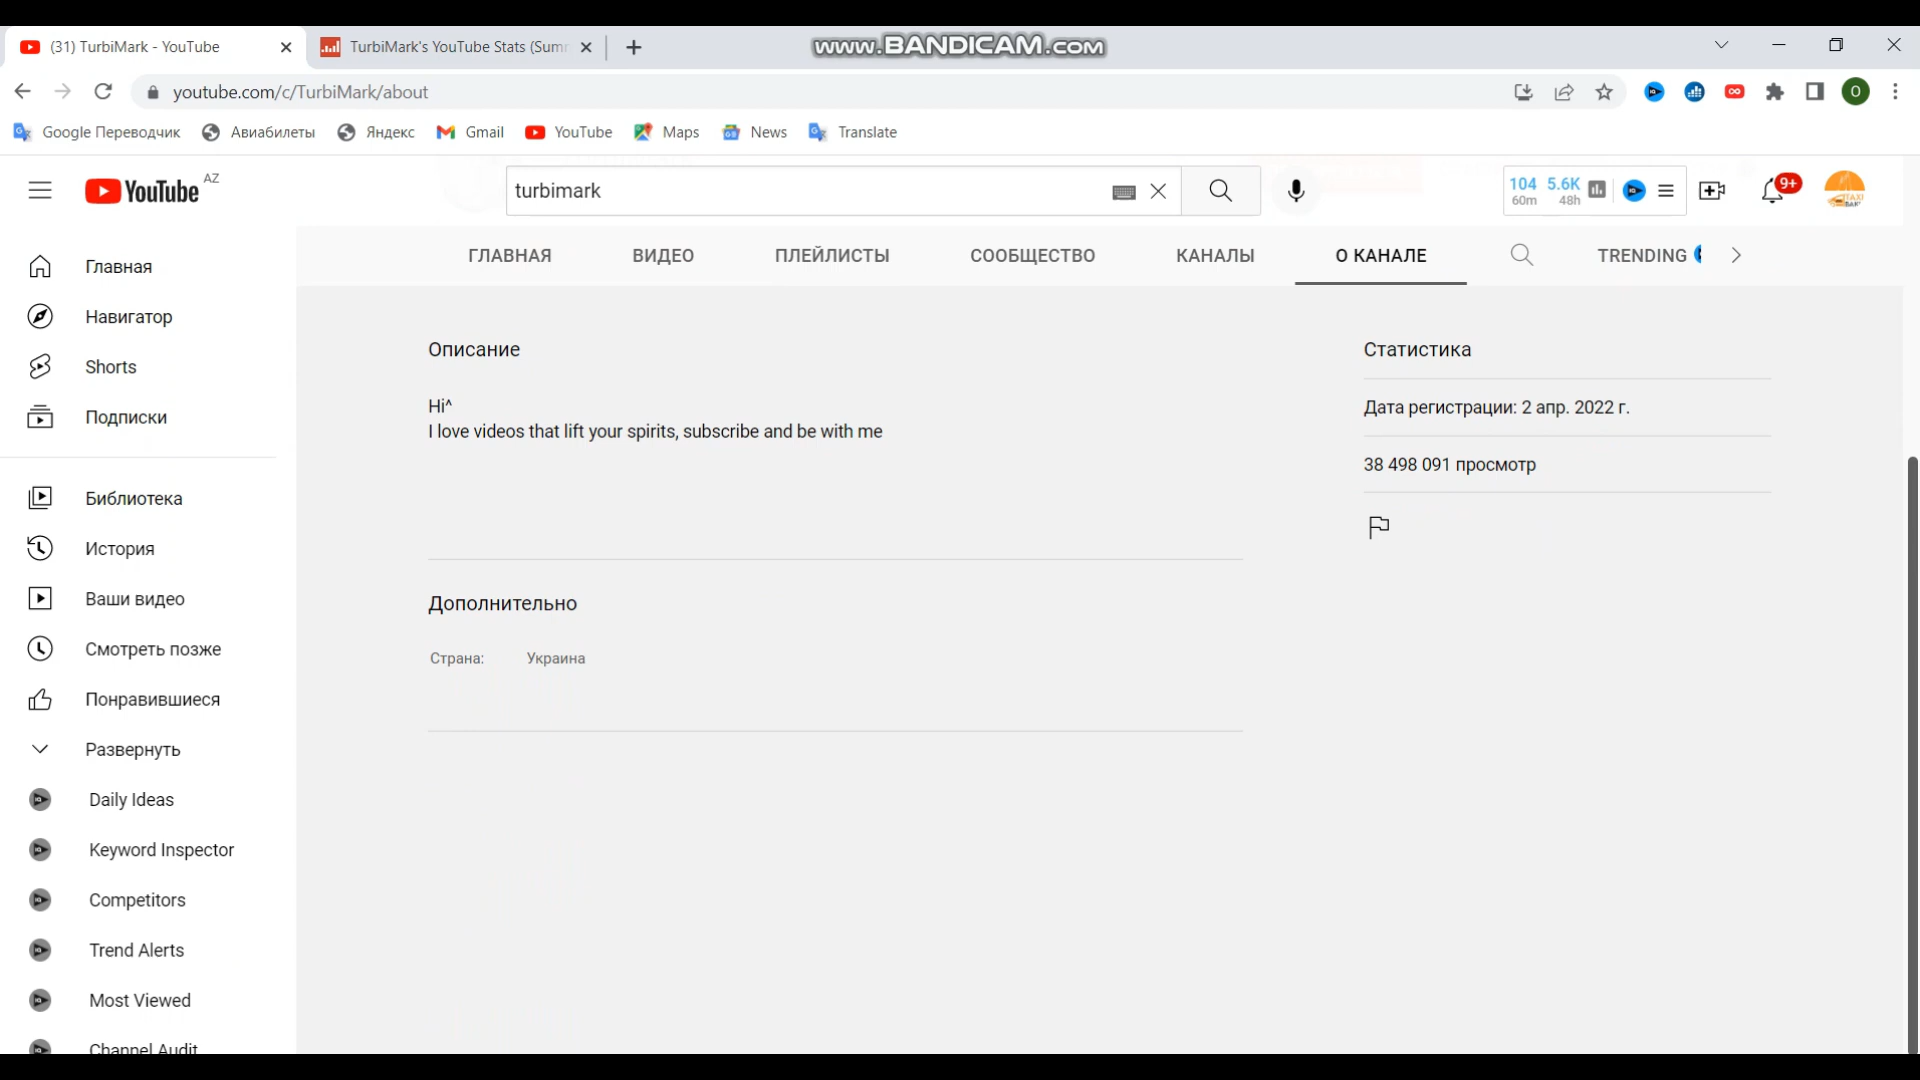 (31) TurbiMark - YouTube
TurbiMark's YouTube Stats (Sum
www.BANDICAM.com
youtube.com/c/TurbiMark/about
O
Google Переводчик
Авиабилеты
Яндекс
Gmail
YouTube
Maps
News
Translate
YouTube AZ
turbimark
104 5.6K
60m 48h
9+
ГЛАВНАЯ
ВИДЕО
ПЛЕЙЛИСТЫ
СООБЩЕСТВО
КАНАЛЫ
О КАНАЛЕ
TRENDING
Главная
Навигатор
Shorts
Подписки
Библиотека
История
Ваши видео
Смотреть позже
Понравившиеся
Развернуть
Daily Ideas
Keyword Inspector
Competitors
Trend Alerts
Most Viewed
Channel Audit
Описание
Hi^
I love videos that lift your spirits, subscribe and be with me
Дополнительно
Страна: Украина
Статистика
Дата регистрации: 2 апр. 2022 г.
38 498 091 просмотр